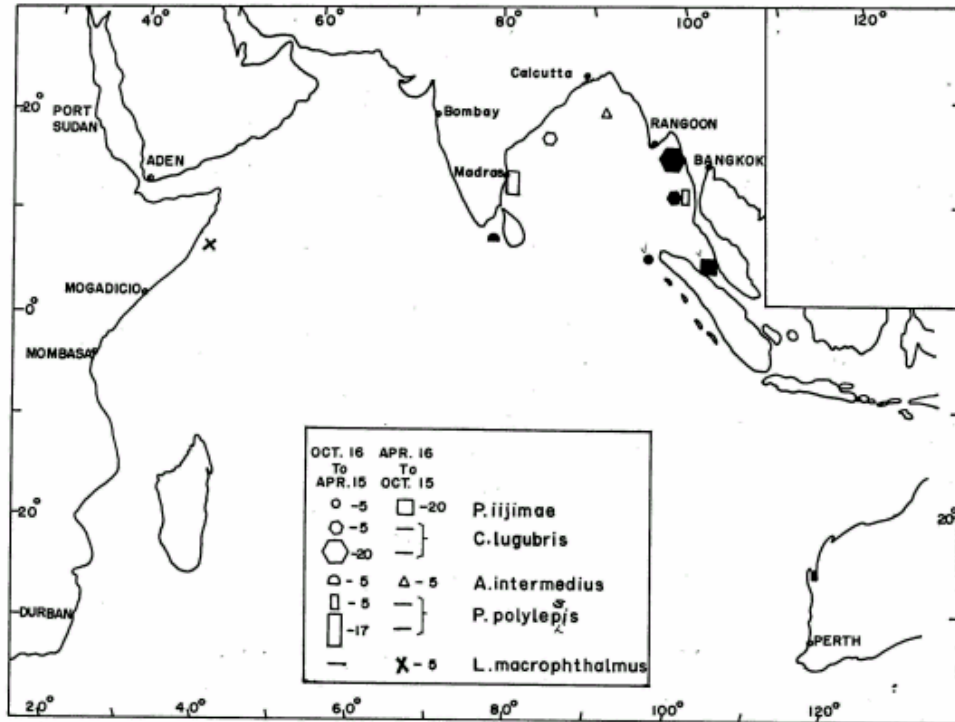 40° 60° 80° 100° 120°
Calcutta
20°
PORT
SUDAN
Bombay
RANGOON
ADEN
BANGKOK
Madras
MOGADICIO
0°
MOMBASA
OCT. 16 APR. 16
To To
APR. 15 OCT. 15
-5 -20 P. iijimae
-5 —
C. lugubris
-20 —
-5 -5 A. intermedius
-5 —
P. polylepis
-17 —
— -5 L. macrophthalmus
20° 20°
DURBAN
PERTH
20° 40° 60° 80° 100° 120°